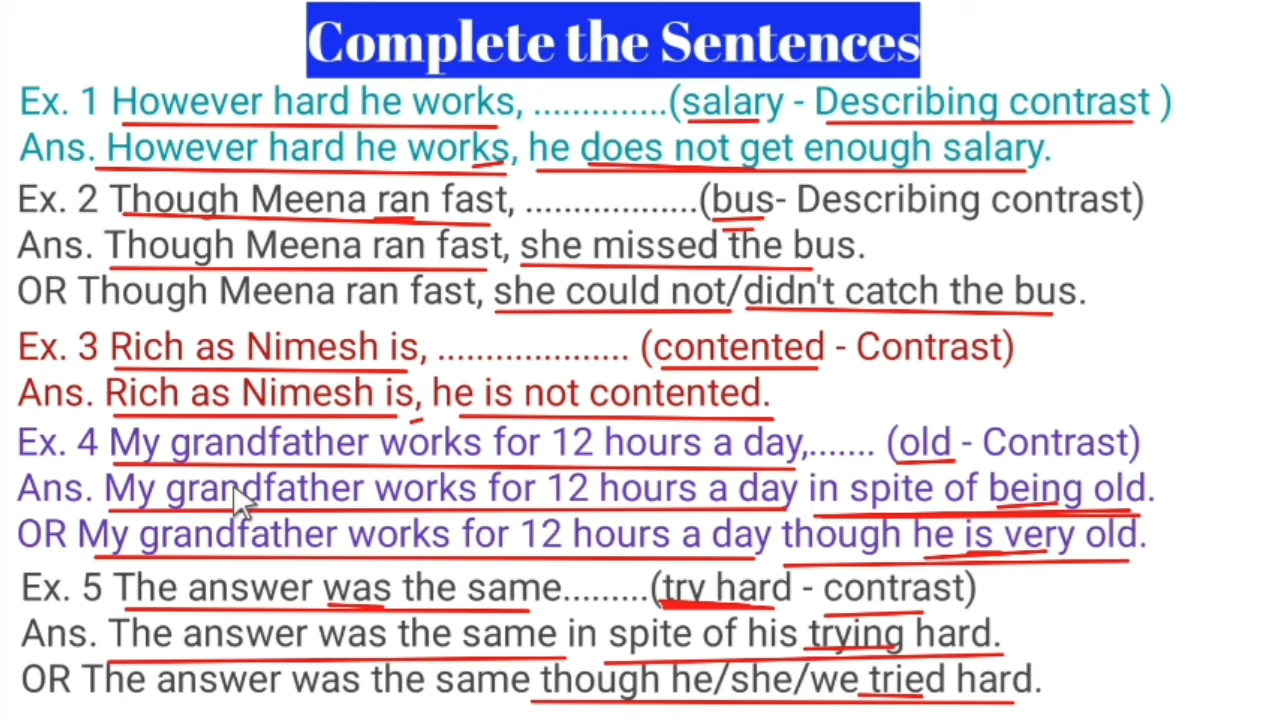 Complete the Sentences
Ex. 1 However hard he works, ..............(salary - Describing contrast )
Ans. However hard he works, he does not get enough salary.
Ex. 2 Though Meena ran fast, .................(bus- Describing contrast)
Ans. Though Meena ran fast, she missed the bus.
OR Though Meena ran fast, she could not/didn't catch the bus.
Ex. 3 Rich as Nimesh is, .................... (contented - Contrast)
Ans. Rich as Nimesh is, he is not contented.
Ex. 4 My grandfather works for 12 hours a day,...... (old - Contrast)
Ans. My grandfather works for 12 hours a day in spite of being old.
OR My grandfather works for 12 hours a day though he is very old.
Ex. 5 The answer was the same.........(try hard - contrast)
Ans. The answer was the same in spite of his trying hard.
OR The answer was the same though he/she/we tried hard.